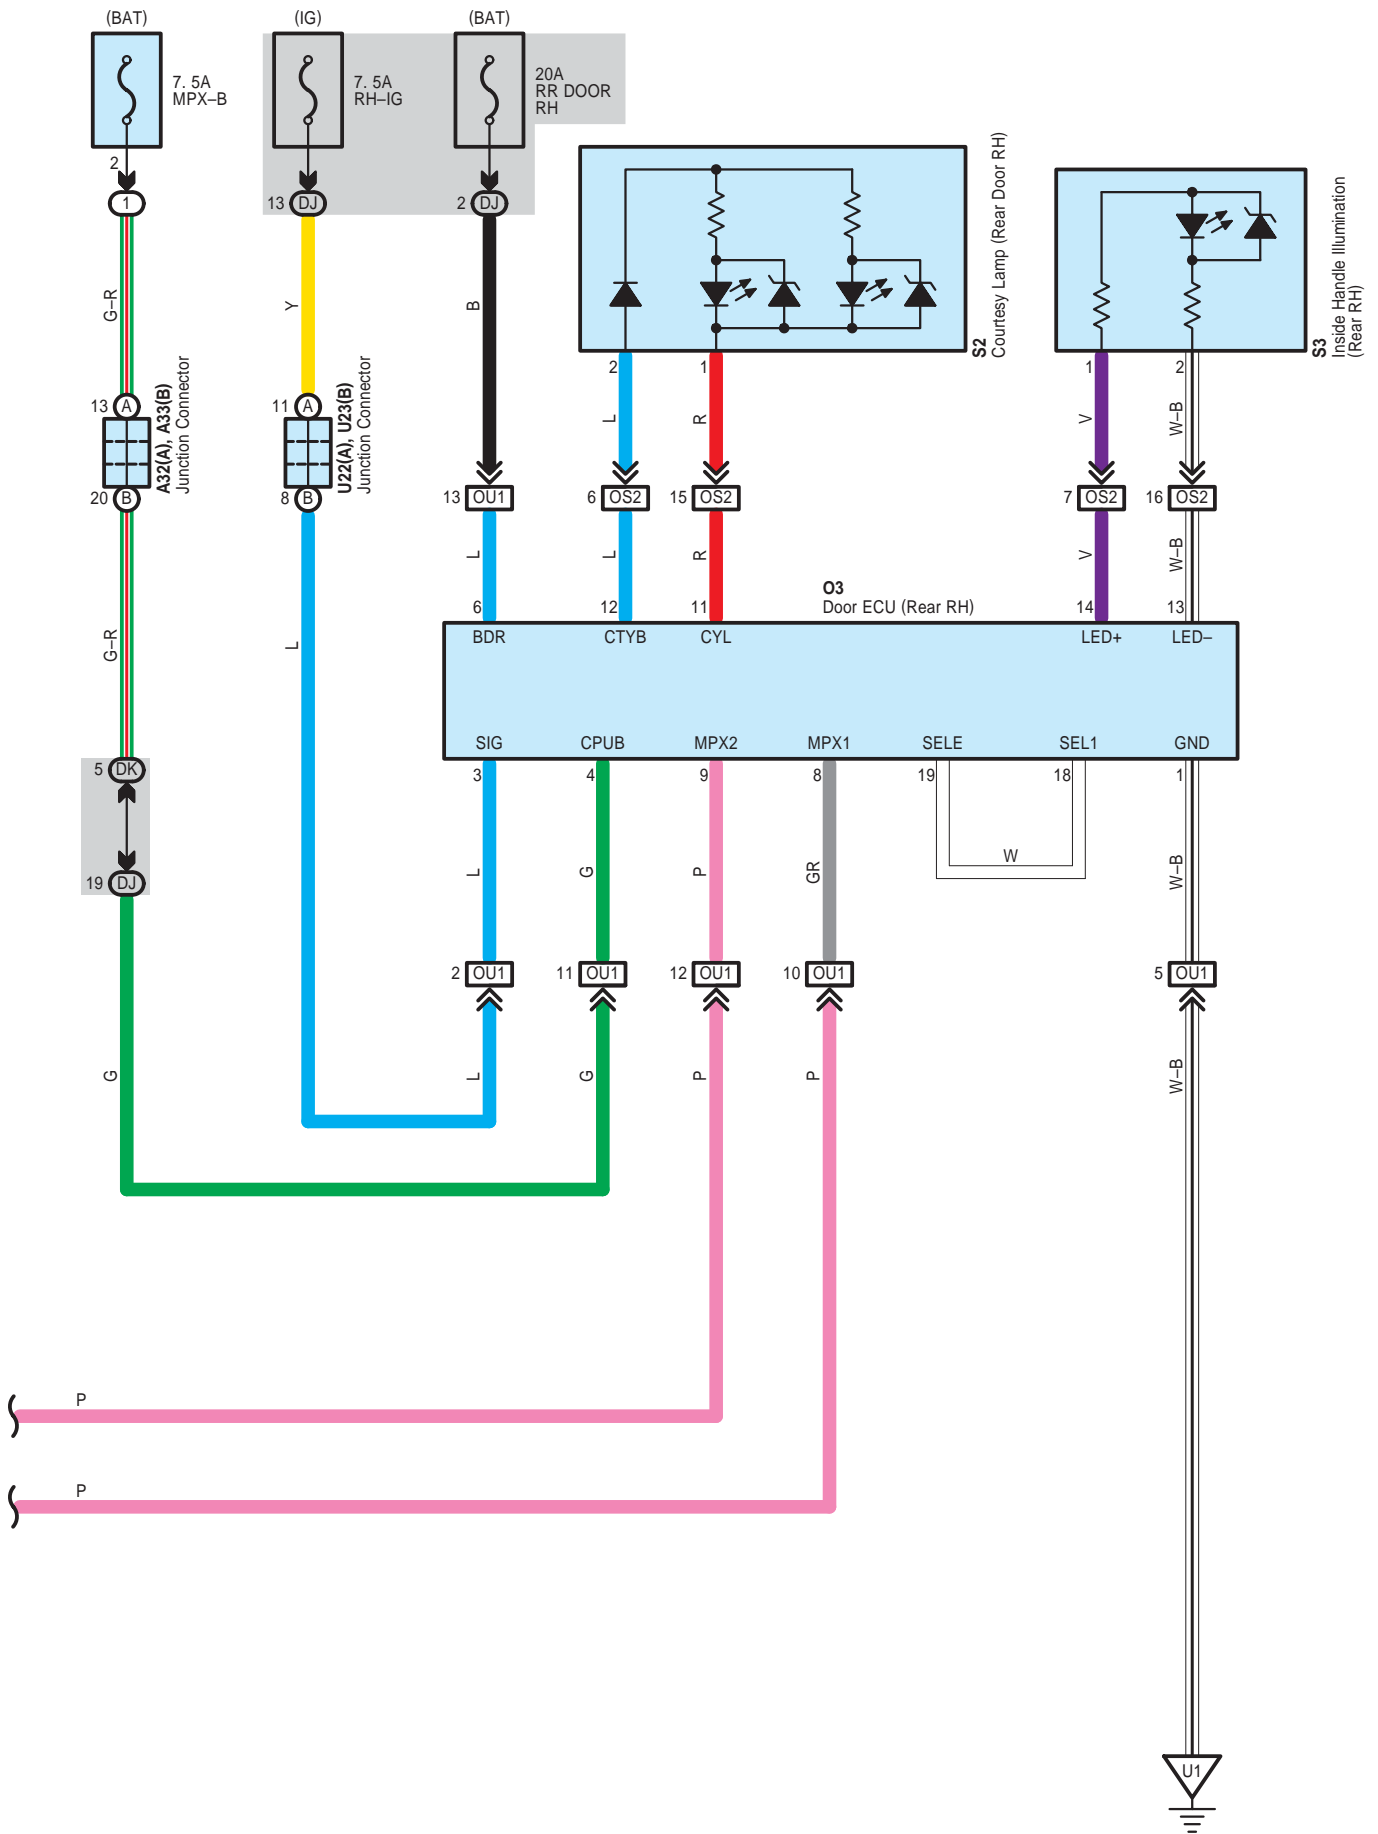 (BAT)
(IG)
(BAT)
7. 5A
MPX–B
7. 5A
RH–IG
20A
RR DOOR
RH
2
1
13 DJ
2 DJ
G–R
Y
B
Courtesy Lamp (Rear Door RH)
S2
Inside Handle Illumination
(Rear RH)
S3
2
1
1
2
L
R
V
W–B
13 A
A32(A), A33(B)
Junction Connector
20 B
11 A
U22(A), U23(B)
Junction Connector
8 B
13 OU1
6 OS2
15 OS2
7 OS2
16 OS2
L
L
R
V
W–B
O3
Door ECU (Rear RH)
6
12
11
14
13
BDR
CTYB
CYL
LED+
LED–
G–R
L
SIG
CPUB
MPX2
MPX1
SELE
SEL1
GND
3
4
9
8
19
18
1
5 DK
19 DJ
L
G
P
GR
W
W–B
2 OU1
11 OU1
12 OU1
10 OU1
5 OU1
G
L
G
P
P
W–B
P
P
U1